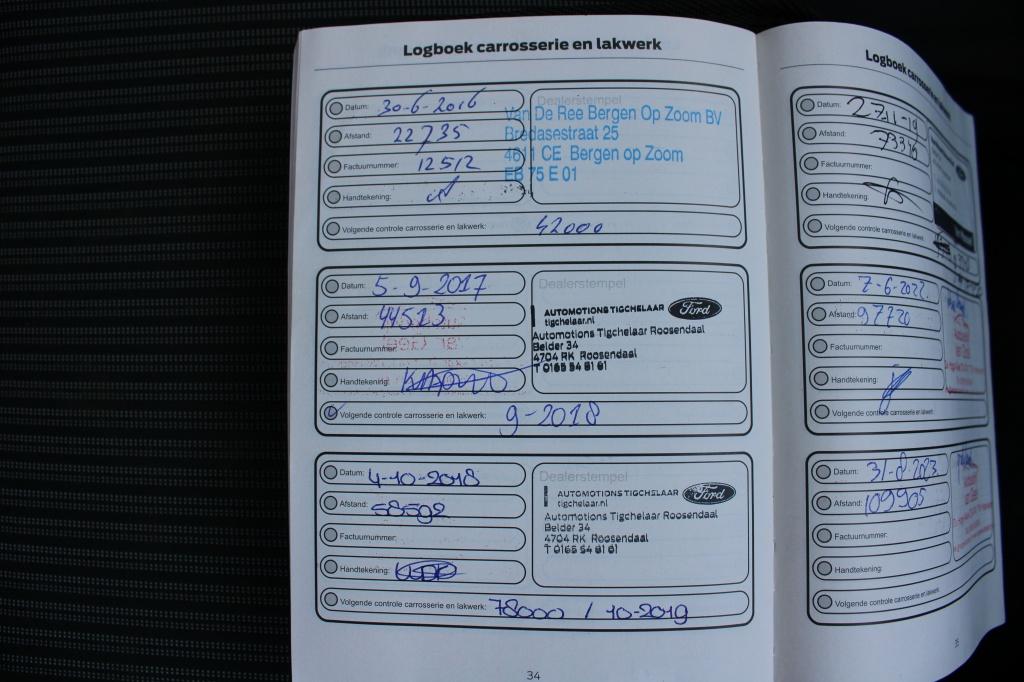 Logboek carrosserie en lakwerk
Datum: 30-6-2016
Afstand: 22735
Factuurnummer: 12512
Handtekening:
Volgende controle carrosserie en lakwerk: 42000
Dealerstempel
Van De Ree Bergen Op Zoom BV
Bredasestraat 25
4611 CE Bergen op Zoom
EB 75 E 01
Datum: 5-9-2017
Afstand: 44513
Factuurnummer:
Handtekening:
Volgende controle carrosserie en lakwerk: 9-2018
Dealerstempel
AUTOMOTIONS TIGCHELAAR Ford
tigchelaar.nl
Automotions Tigchelaar Roosendaal
Belder 34
4704 RK Roosendaal
T 0165 54 81 61
Datum: 4-10-2018
Afstand: 58592
Factuurnummer:
Handtekening:
Volgende controle carrosserie en lakwerk: 78000 / 10-2019
Dealerstempel
AUTOMOTIONS TIGCHELAAR Ford
tigchelaar.nl
Automotions Tigchelaar Roosendaal
Belder 34
4704 RK Roosendaal
T 0165 54 81 61
34
Logboek carrosserie en lakwerk
Datum: 27-11-19
Afstand:
Factuurnummer:
Handtekening:
Volgende controle carrosserie en lakwerk:
Datum: 7-6-2022
Afstand: 97720
Factuurnummer:
Handtekening:
Volgende controle carrosserie en lakwerk:
Datum: 31-8-2023
Afstand: 109905
Factuurnummer:
Handtekening:
Volgende controle carrosserie en lakwerk:
35